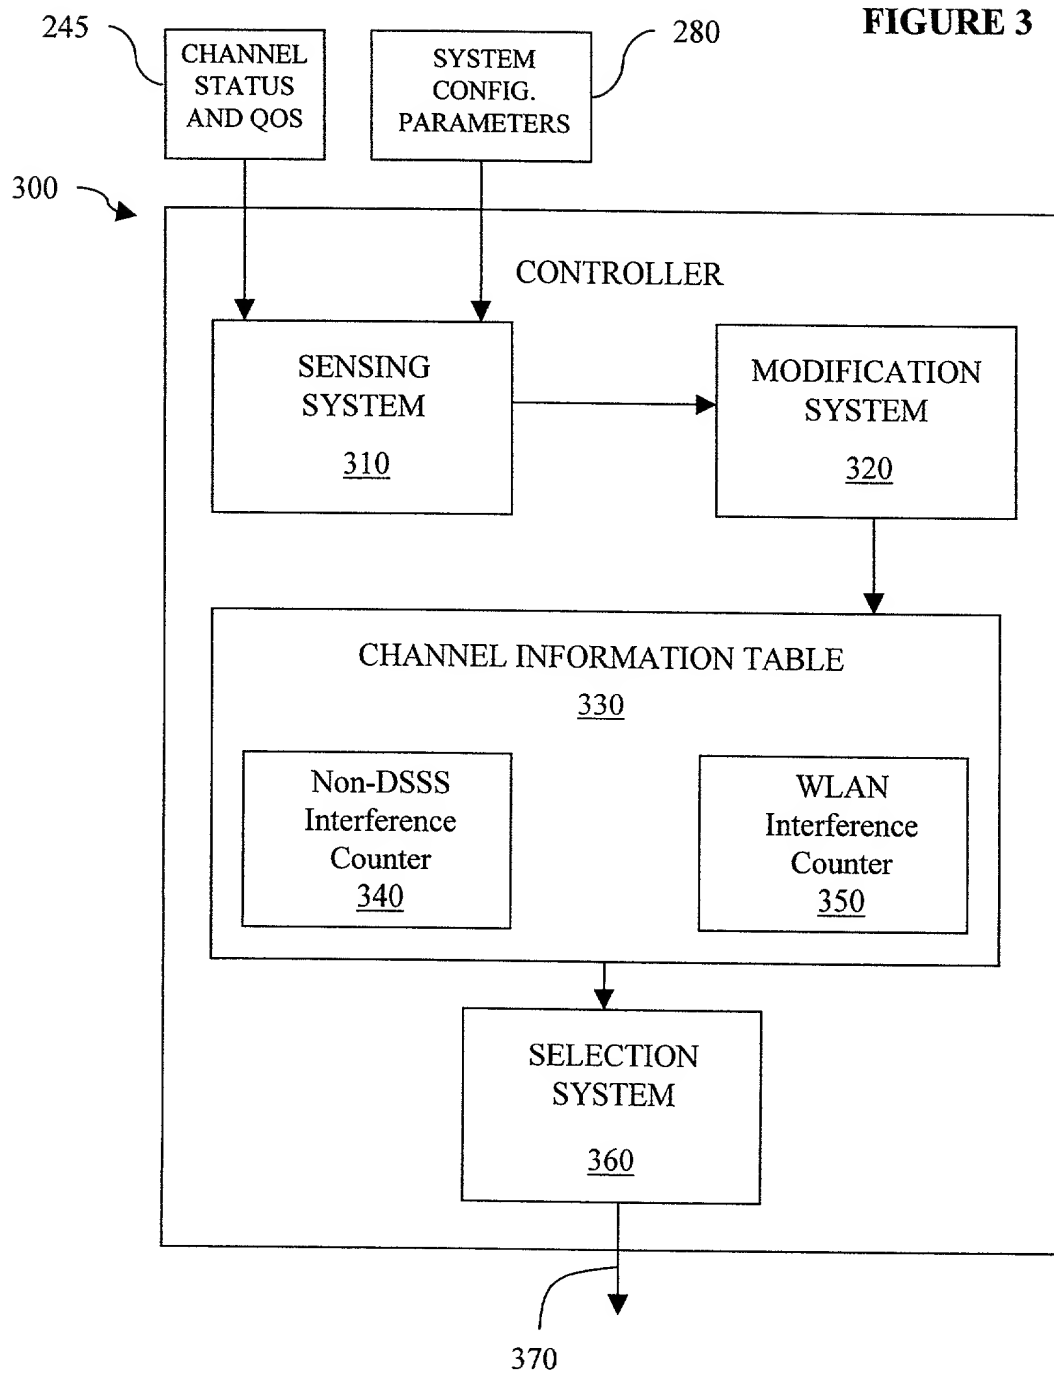 FIGURE 3
245
CHANNEL
STATUS
AND QOS
SYSTEM
CONFIG.
PARAMETERS
280
300
CONTROLLER
SENSING
SYSTEM
310
MODIFICATION
SYSTEM
320
CHANNEL INFORMATION TABLE
330
Non-DSSS
Interference
Counter
340
WLAN
Interference
Counter
350
SELECTION
SYSTEM
360
370